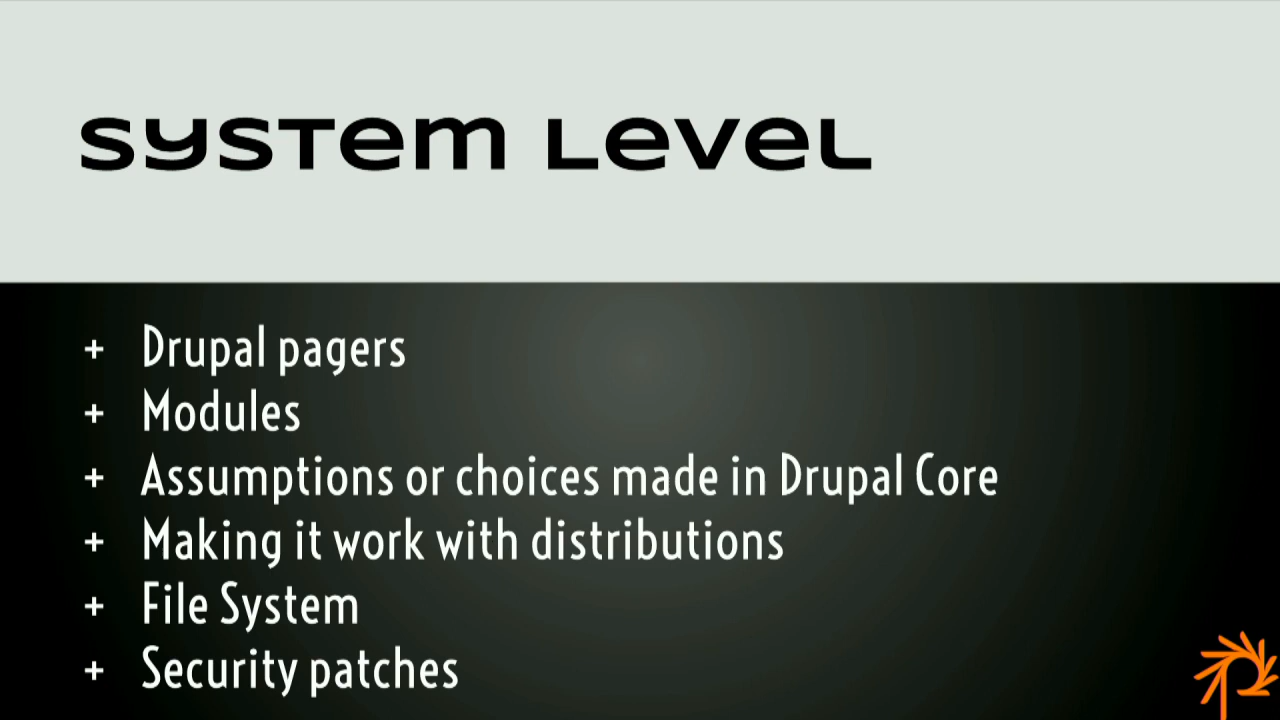 System Level
+ Drupal pagers
+ Modules
+ Assumptions or choices made in Drupal Core
+ Making it work with distributions
+ File System
+ Security patches